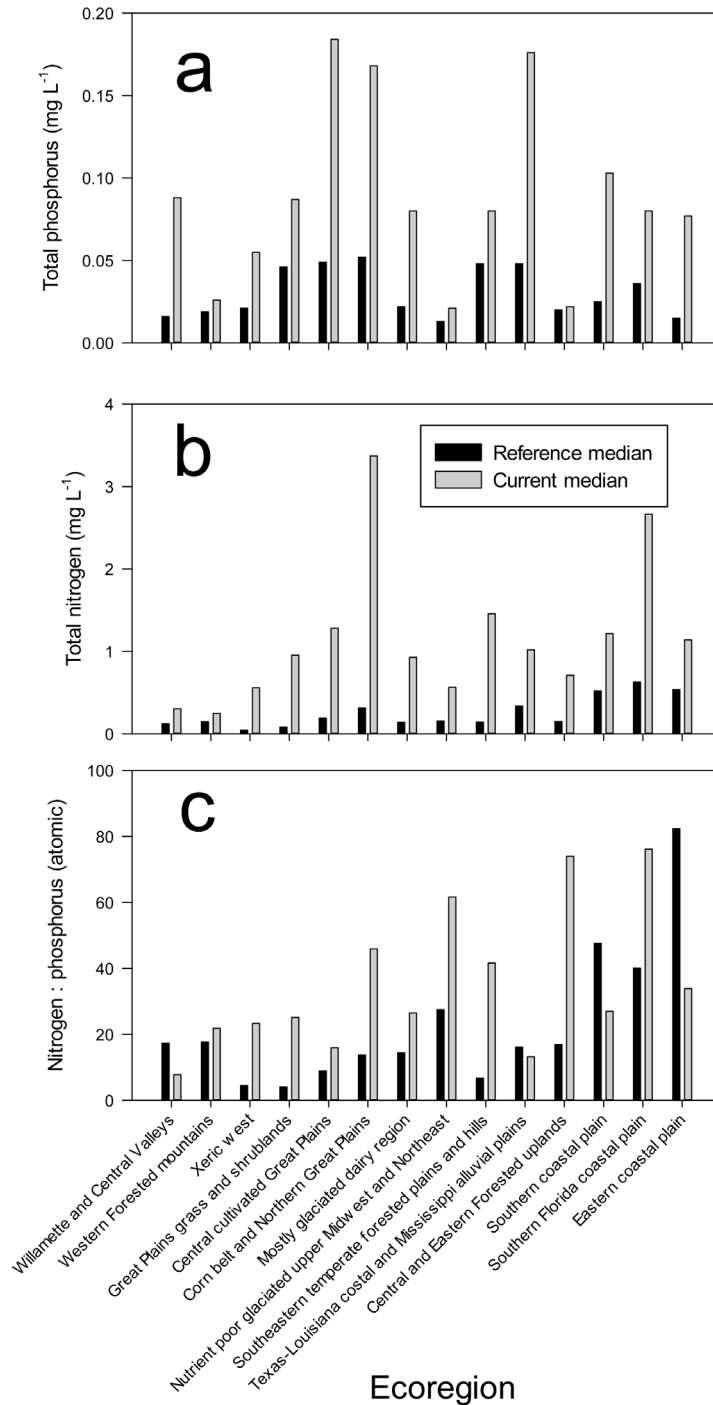 a
Total phosphorus (mg L-1)
0.20
0.15
0.10
0.05
0.00
b
Total nitrogen (mg L-1)
4
3
2
1
0
Reference median
Current median
c
Nitrogen : phosphorus (atomic)
100
80
60
40
20
0
Willamette and Central Valleys
Western Forested mountains
Xeric west
Great Plains grass and shrublands
Central cultivated Great Plains
Corn belt and Northern Great Plains
Mostly glaciated dairy region
Nutrient poor glaciated upper Midwest and Northeast
Southeastern temperate forested plains and hills
Texas-Louisiana costal and Mississippi alluvial plains
Central and Eastern Forested uplands
Southern coastal plain
Southern Florida coastal plain
Eastern coastal plain
Ecoregion